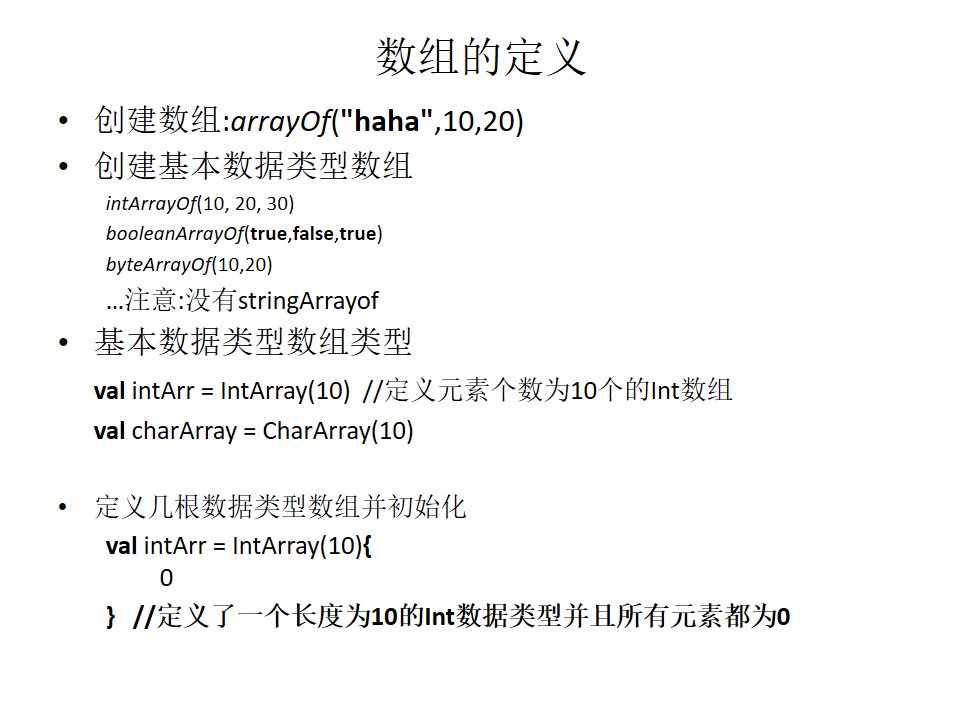 数组的定义
• 创建数组:arrayOf("haha",10,20)
• 创建基本数据类型数组
intArrayOf(10, 20, 30)
booleanArrayOf(true,false,true)
byteArrayOf(10,20)
…注意:没有stringArrayof
• 基本数据类型数组类型
val intArr = IntArray(10) //定义元素个数为10个的Int数组
val charArray = CharArray(10)
• 定义几根数据类型数组并初始化
val intArr = IntArray(10){
0
} //定义了一个长度为10的Int数据类型并且所有元素都为0